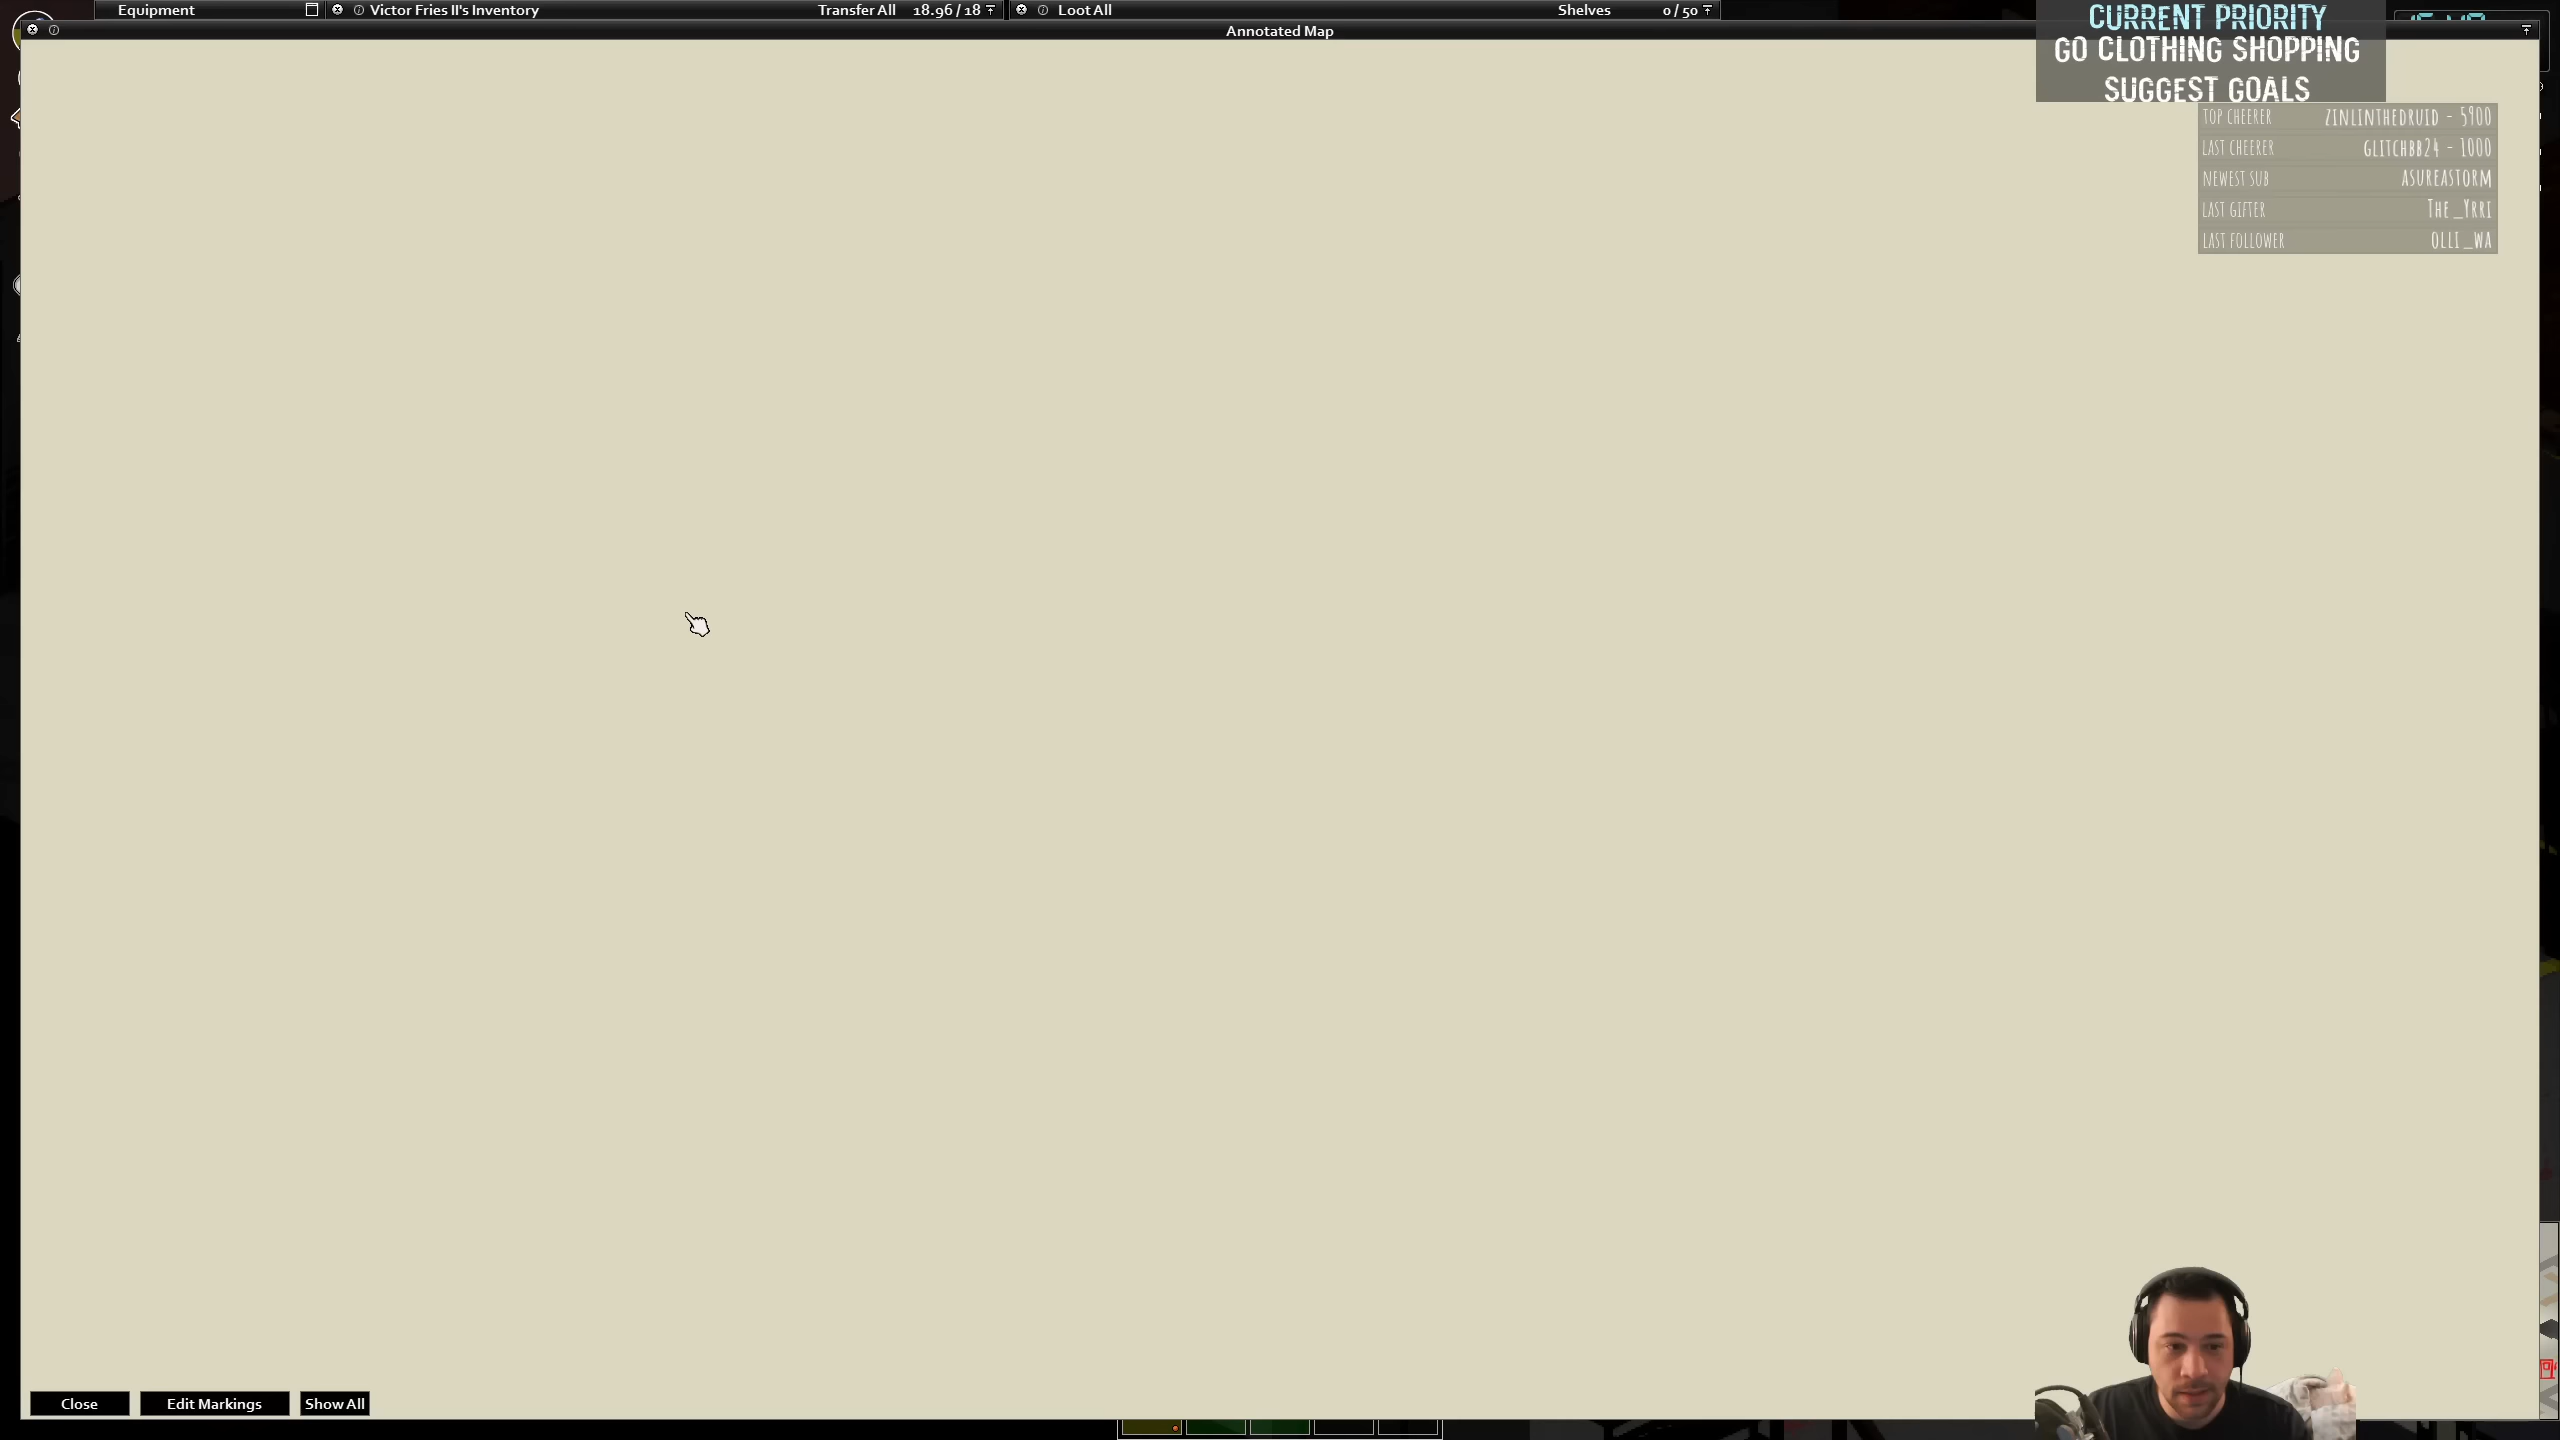 Equipment
Victor Fries II's Inventory
Transfer All 18.96 / 18
Loot All
Shelves 0 / 50
Annotated Map
CURRENT PRIORITY
GO CLOTHING SHOPPING
SUGGEST GOALS
TOP CHEERER ZINLINTHEDRUID - 5900
LAST CHEERER GLITCHBB24 - 1000
NEWEST SUB ASUREASTORM
LAST GIFTER THE_YRRI
LAST FOLLOWER OLLI_WA
Close
Edit Markings
Show All